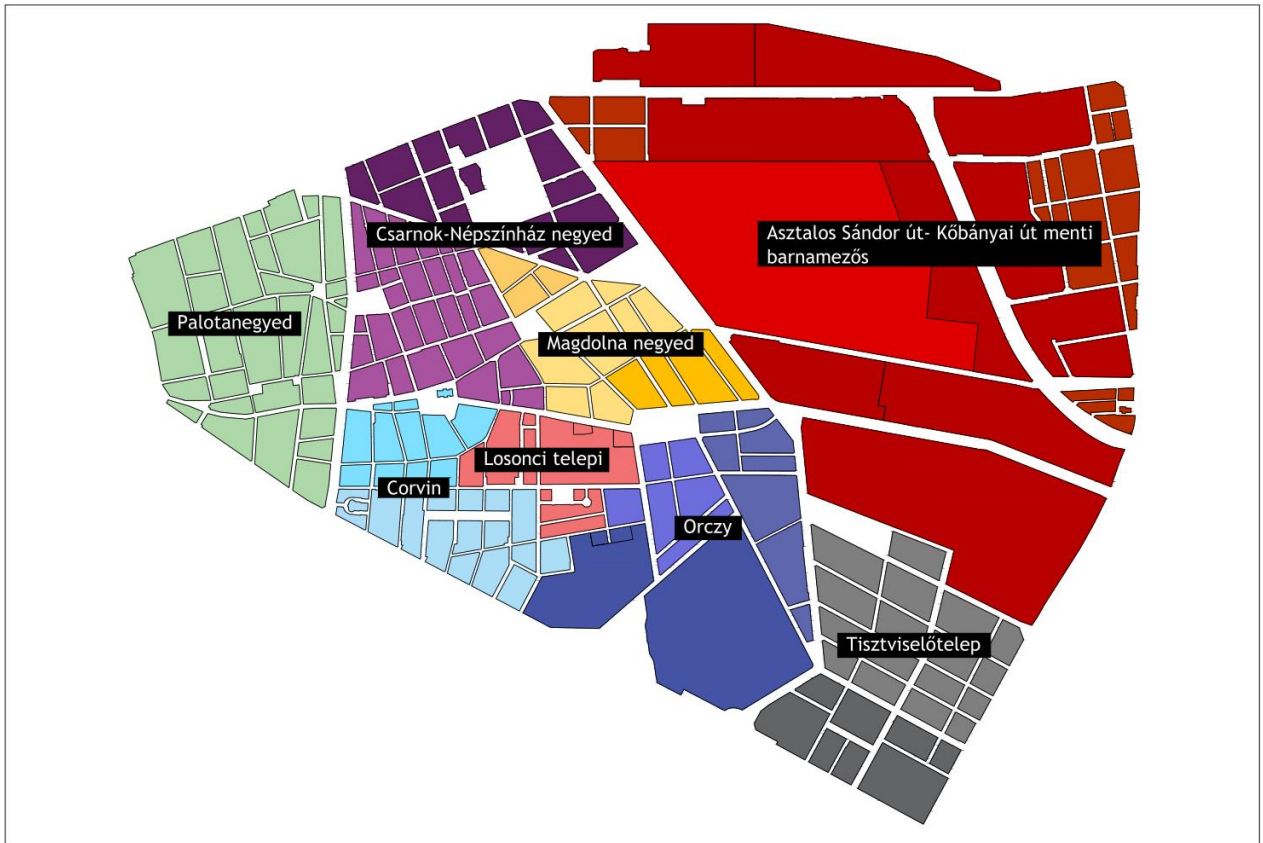 Csarnok-Népszínház negyed
Asztalos Sándor út- Kőbányai út menti
barnamezős
Palotanegyed
Magdolna negyed
Losonci telepi
Corvin
Orczy
Tisztviselőtelep